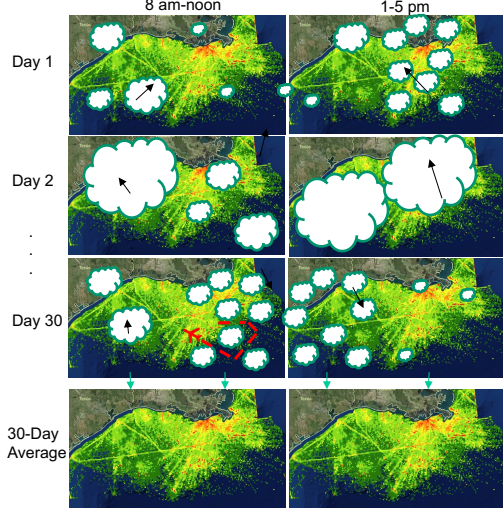 8 am-noon
1-5 pm
Day 1
Day 2
.
.
.
Day 30
30-Day
Average